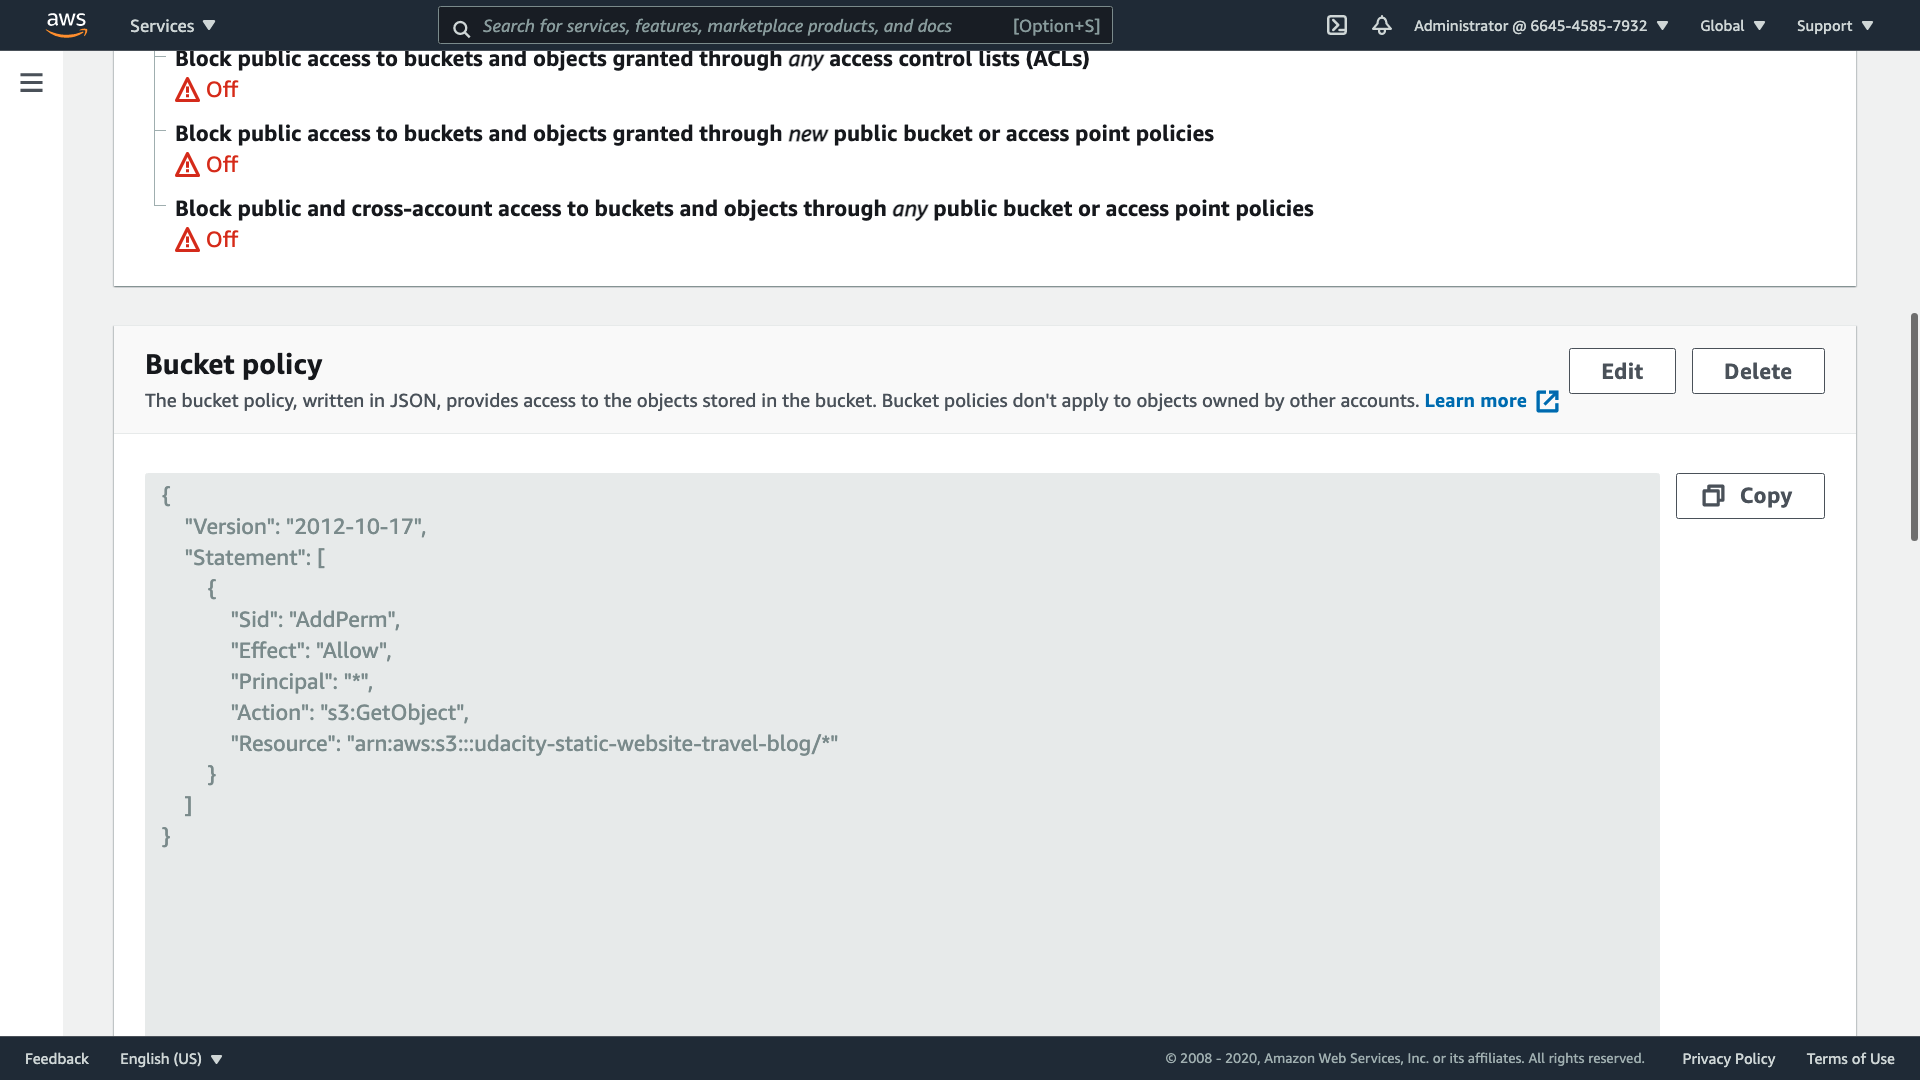 aws
Services
Search for services, features, marketplace products, and docs [Option+S]
Administrator @ 6645-4585-7932
Global
Support
Block public access to buckets and objects granted through any access control lists (ACLs)
Off
Block public access to buckets and objects granted through new public bucket or access point policies
Off
Block public and cross-account access to buckets and objects through any public bucket or access point policies
Off
Bucket policy
Edit
Delete
The bucket policy, written in JSON, provides access to the objects stored in the bucket. Bucket policies don't apply to objects owned by other accounts. Learn more
Copy
{
"Version": "2012-10-17",
"Statement": [
{
"Sid": "AddPerm",
"Effect": "Allow",
"Principal": "*",
"Action": "s3:GetObject",
"Resource": "arn:aws:s3:::udacity-static-website-travel-blog/*"
}
]
}
Feedback
English (US)
© 2008 - 2020, Amazon Web Services, Inc. or its affiliates. All rights reserved.
Privacy Policy
Terms of Use